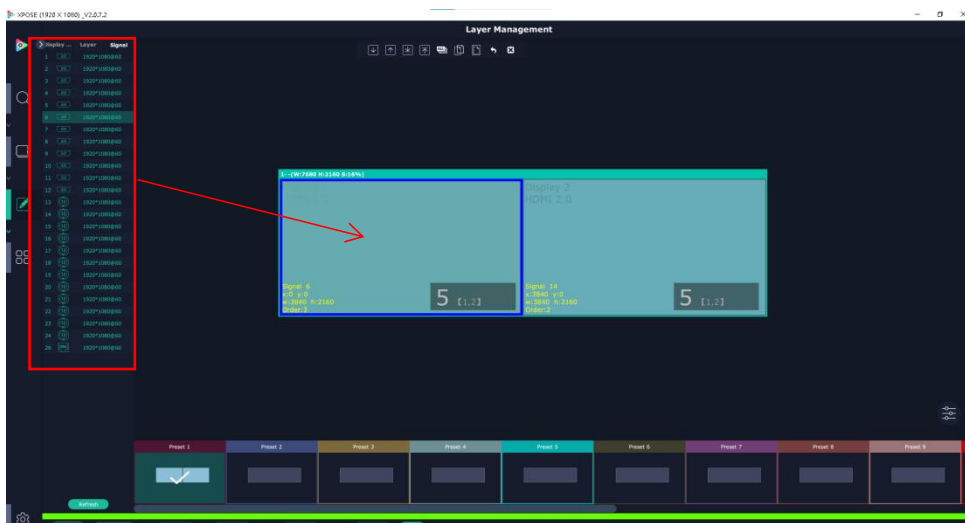 XPOSE (1920 X 1080) _V2.0.7.2
Layer Management
Display ... Layer Signal
1 1920*1080@60
2 1920*1080@60
3 1920*1080@60
4 1920*1080@60
5 1920*1080@60
6 1920*1080@60
7 1920*1080@60
8 1920*1080@60
9 1920*1080@60
10 1920*1080@60
11 1920*1080@60
12 1920*1080@60
13 1920*1080@60
14 1920*1080@60
15 1920*1080@60
16 1920*1080@60
17 1920*1080@60
18 1920*1080@60
19 1920*1080@60
20 1920*1080@60
21 1920*1080@60
22 1920*1080@60
23 1920*1080@60
24 1920*1080@60
26 1920*1080@60
1--(W:7680 H:2160 S:16%)
Display 2
HDMI 2.0
Signal 6
x:0 y:0
w:3840 h:2160
Order:3
5 [1,2]
Signal 14
x:3840 y:0
w:3840 h:2160
Order:2
5 [1,2]
Preset 1 Preset 2 Preset 3 Preset 4 Preset 5 Preset 6 Preset 7 Preset 8 Preset 9
Refresh